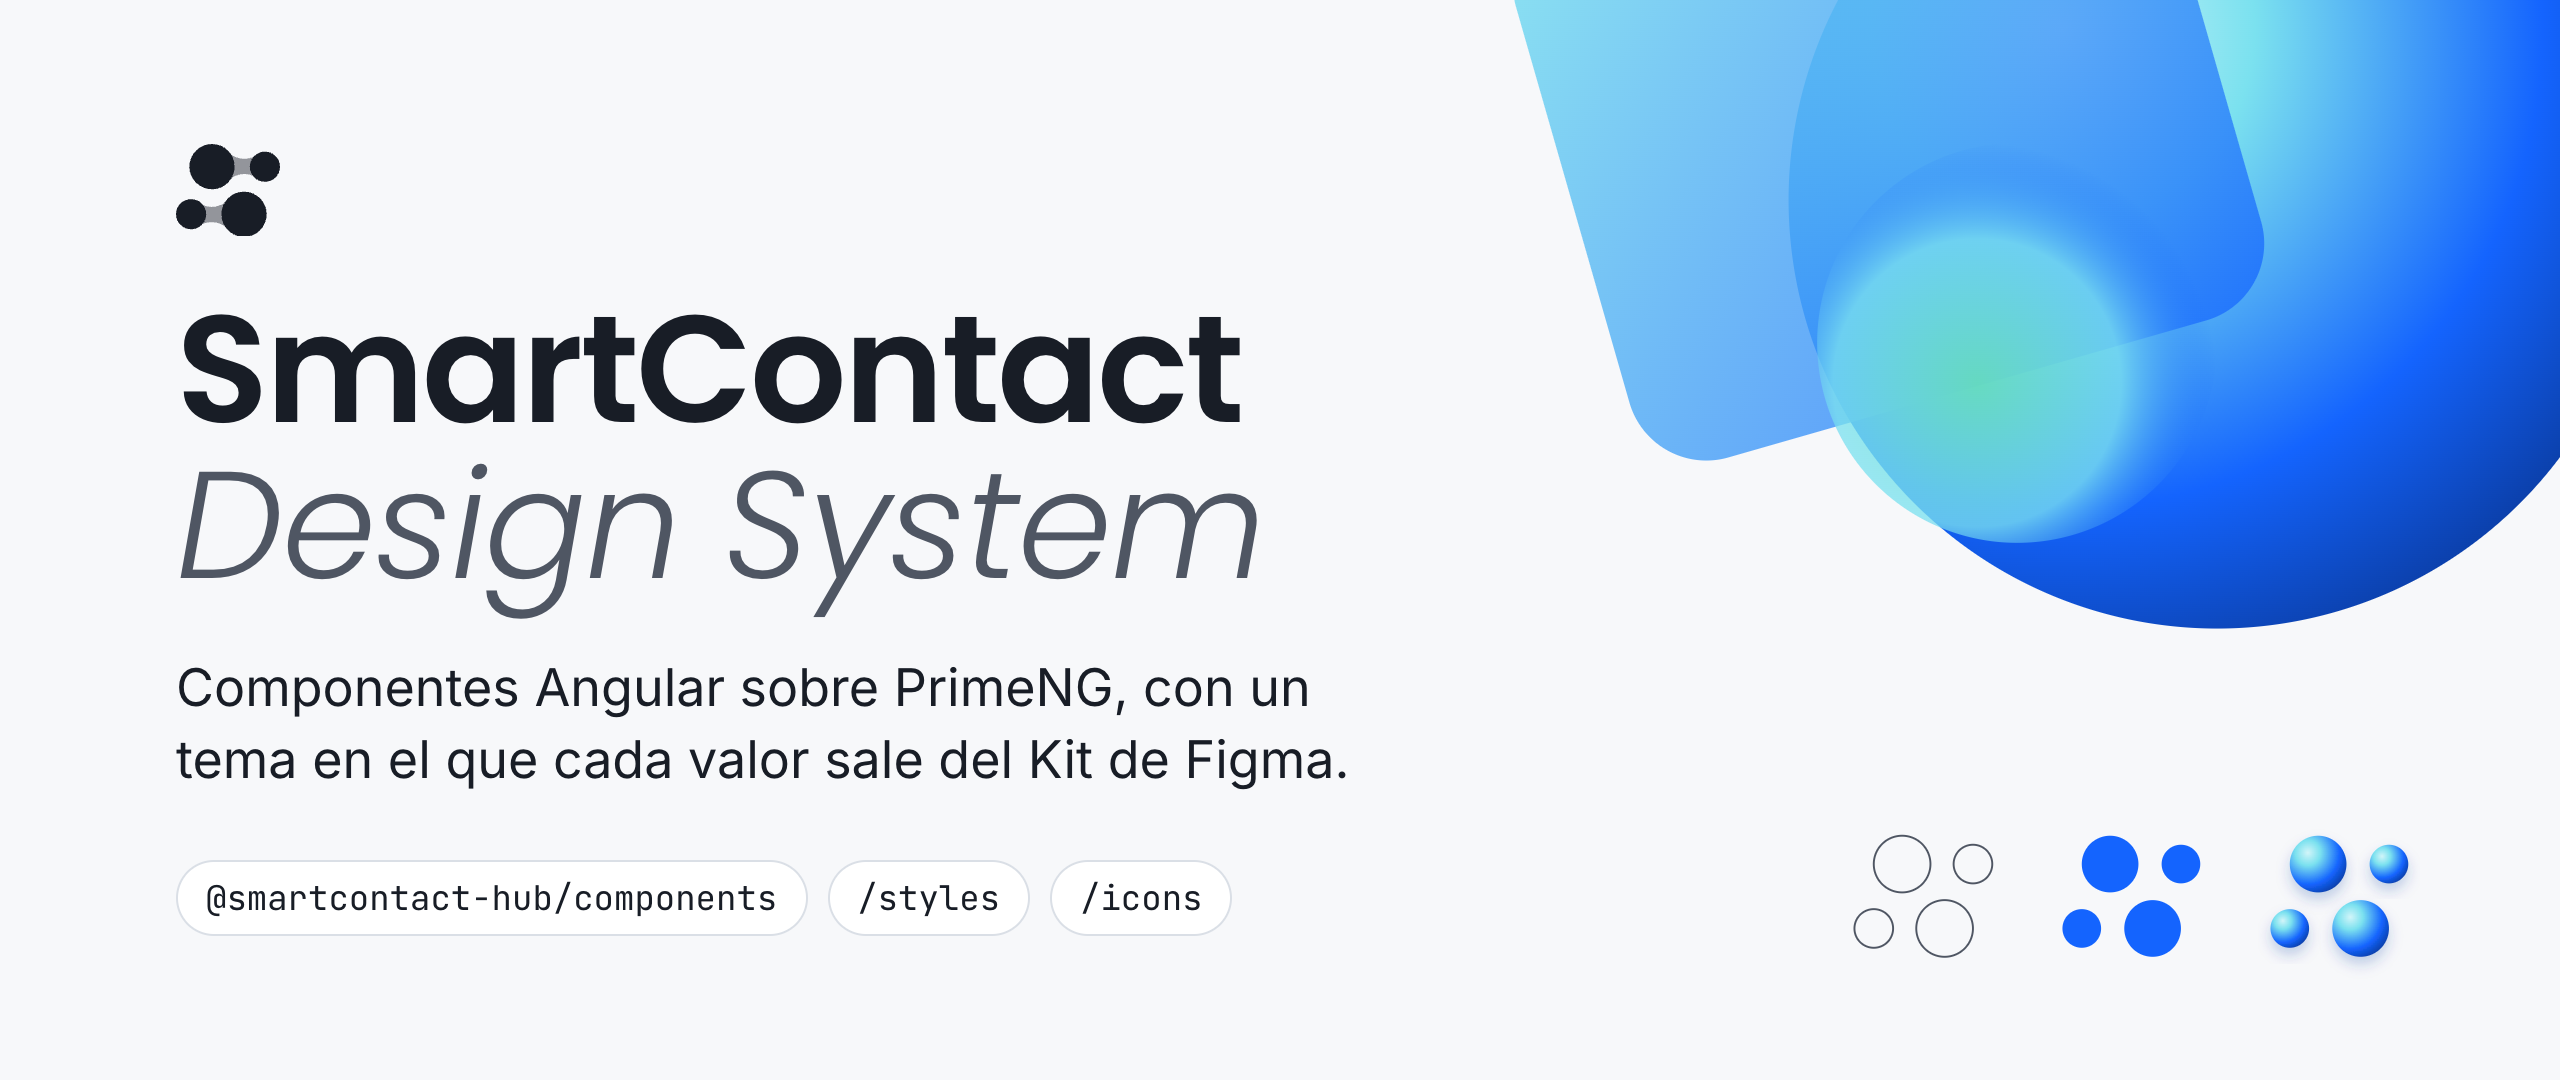 SmartContact
Design System
Componentes Angular sobre PrimeNG, con un
tema en el que cada valor sale del Kit de Figma.
@smartcontact-hub/components /styles /icons